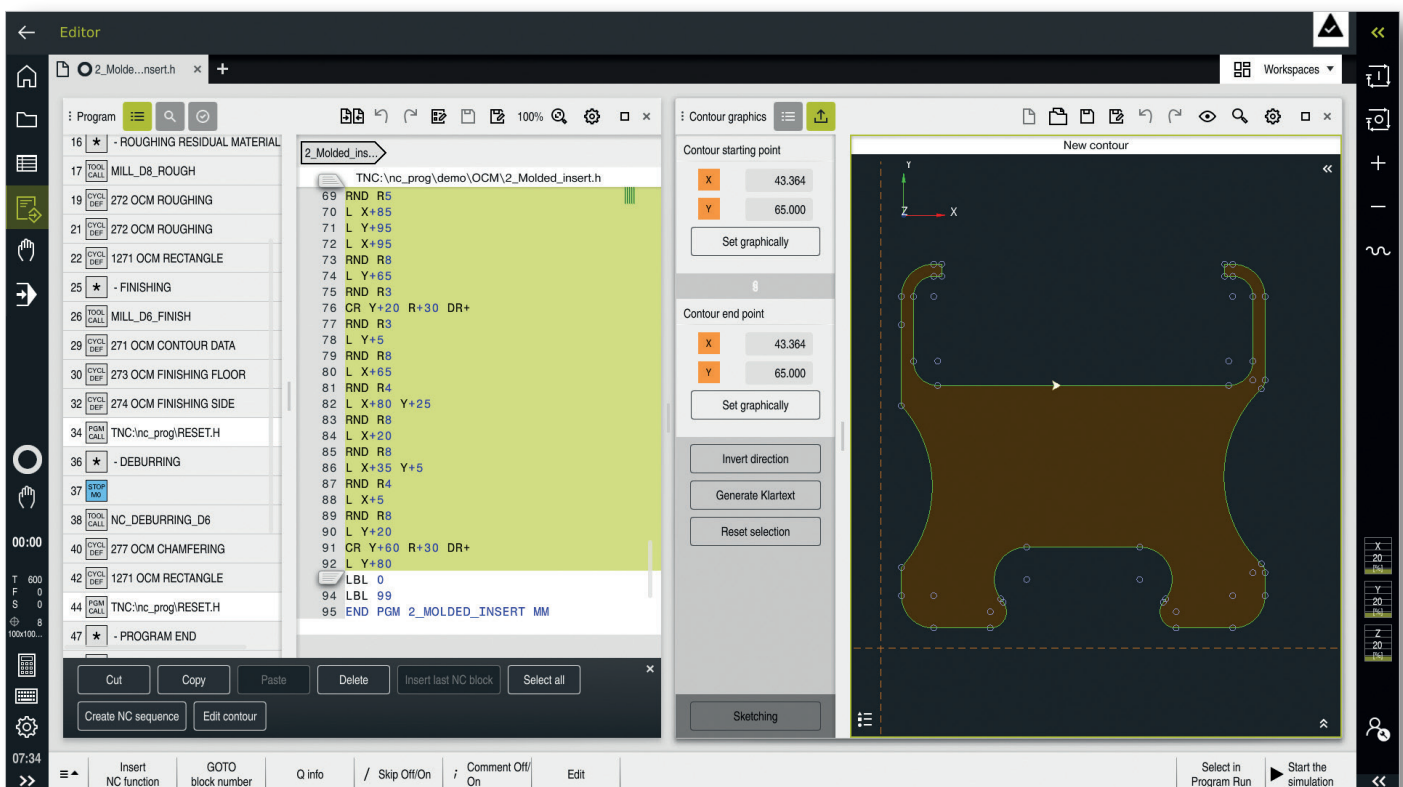 Editor
2_Molde...nsert.h × +
Workspaces
Program
100%
Contour graphics
16 * - ROUGHING RESIDUAL MATERIAL
17 TOOL CALL MILL_D8_ROUGH
19 CYCL DEF 272 OCM ROUGHING
21 CYCL DEF 272 OCM ROUGHING
22 CYCL DEF 1271 OCM RECTANGLE
25 * - FINISHING
26 TOOL CALL MILL_D6_FINISH
29 CYCL DEF 271 OCM CONTOUR DATA
30 CYCL DEF 273 OCM FINISHING FLOOR
32 CYCL DEF 274 OCM FINISHING SIDE
34 PGM CALL TNC:\nc_prog\RESET.H
36 * - DEBURRING
37 STOP M0
38 TOOL CALL NC_DEBURRING_D6
40 CYCL DEF 277 OCM CHAMFERING
42 CYCL DEF 1271 OCM RECTANGLE
44 PGM CALL TNC:\nc_prog\RESET.H
47 * - PROGRAM END
2_Molded_ins...
TNC:\nc_prog\demo\OCM\2_Molded_insert.h
69 RND R5
70 L X+85
71 L Y+95
72 L X+95
73 RND R8
74 L Y+65
75 RND R3
76 CR Y+20 R+30 DR+
77 RND R3
78 L Y+5
79 RND R8
80 L X+65
81 RND R4
82 L X+80 Y+25
83 RND R8
84 L X+20
85 RND R8
86 L X+35 Y+5
87 RND R4
88 L X+5
89 RND R8
90 L Y+20
91 CR Y+60 R+30 DR+
92 L Y+80
LBL 0
94 LBL 99
95 END PGM 2_MOLDED_INSERT MM
Contour starting point
X 43.364
Y 65.000
Set graphically
Contour end point
X 43.364
Y 65.000
Set graphically
Invert direction
Generate Klartext
Reset selection
Sketching
New contour
Y
Z X
Cut Copy Paste Delete Insert last NC block Select all
Create NC sequence Edit contour
00:00
T 600
F 0
S 0
8
100x100...
07:34
X
20
[%]
Y
20
[%]
Z
20
[%]
Insert
NC function
GOTO
block number
Q info
/ Skip Off/On
; Comment Off/
On
Edit
Select in
Program Run
Start the
simulation